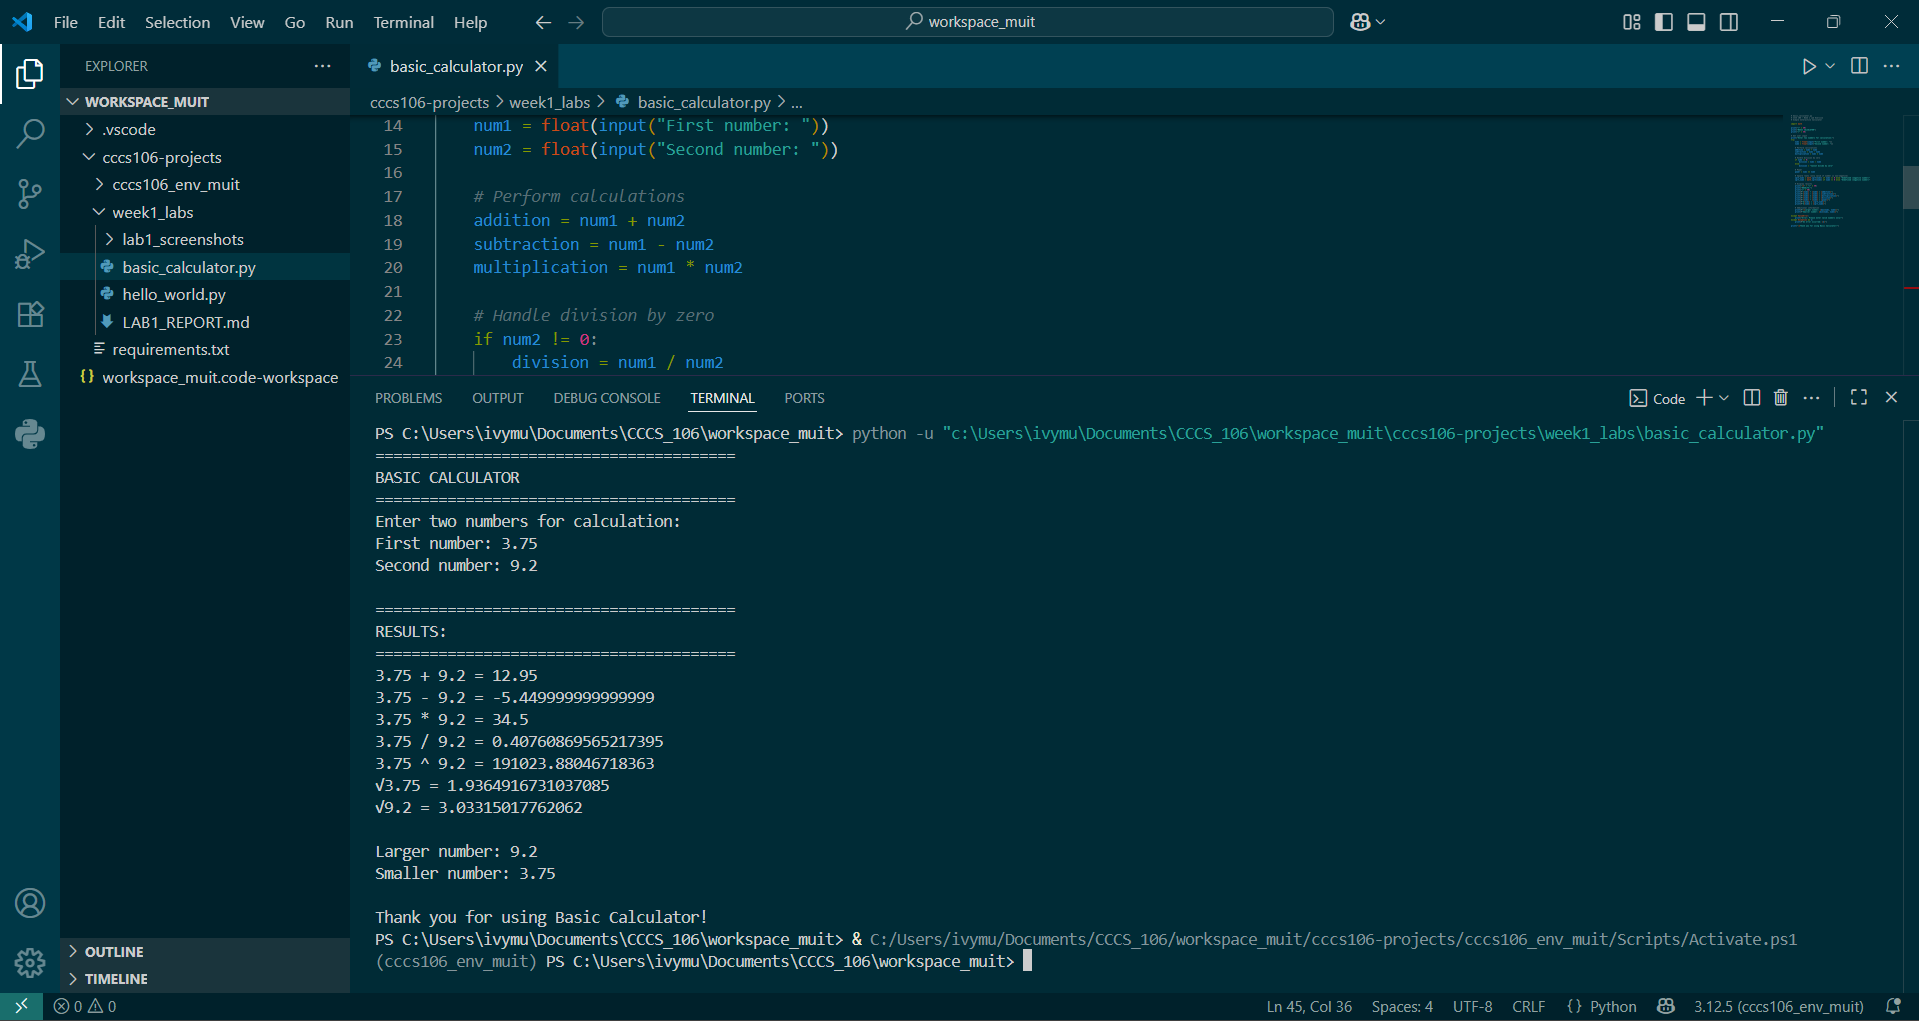 File Edit Selection View Go Run Terminal Help
workspace_muit
EXPLORER
WORKSPACE_MUIT
.vscode
cccs106-projects
cccs106_env_muit
week1_labs
lab1_screenshots
basic_calculator.py
hello_world.py
LAB1_REPORT.md
requirements.txt
{} workspace_muit.code-workspace
OUTLINE
TIMELINE
basic_calculator.py
cccs106-projects > week1_labs > basic_calculator.py > ...
14 num1 = float(input("First number: "))
15 num2 = float(input("Second number: "))
16
17 # Perform calculations
18 addition = num1 + num2
19 subtraction = num1 - num2
20 multiplication = num1 * num2
21
22 # Handle division by zero
23 if num2 != 0:
24 division = num1 / num2
PROBLEMS OUTPUT DEBUG CONSOLE TERMINAL PORTS
Code
PS C:\Users\ivymu\Documents\CCCS_106\workspace_muit> python -u "c:\Users\ivymu\Documents\CCCS_106\workspace_muit\cccs106-projects\week1_labs\basic_calculator.py"
========================================
BASIC CALCULATOR
========================================
Enter two numbers for calculation:
First number: 3.75
Second number: 9.2
========================================
RESULTS:
========================================
3.75 + 9.2 = 12.95
3.75 - 9.2 = -5.449999999999999
3.75 * 9.2 = 34.5
3.75 / 9.2 = 0.40760869565217395
3.75 ^ 9.2 = 191023.88046718363
√3.75 = 1.9364916731037085
√9.2 = 3.03315017762062
Larger number: 9.2
Smaller number: 3.75
Thank you for using Basic Calculator!
PS C:\Users\ivymu\Documents\CCCS_106\workspace_muit> & C:/Users/ivymu/Documents/CCCS_106/workspace_muit/cccs106-projects/cccs106_env_muit/Scripts/Activate.ps1
(cccs106_env_muit) PS C:\Users\ivymu\Documents\CCCS_106\workspace_muit>
0 0
Ln 45, Col 36 Spaces: 4 UTF-8 CRLF {} Python 3.12.5 (cccs106_env_muit)